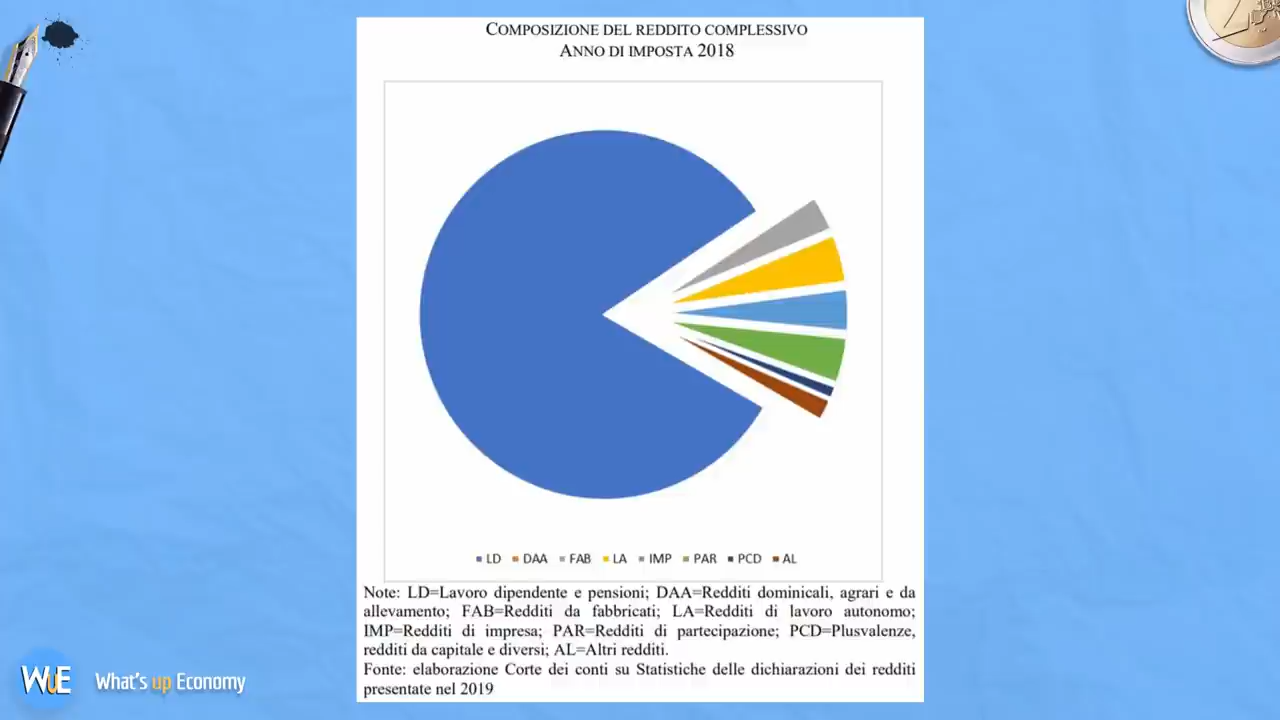 COMPOSIZIONE DEL REDDITO COMPLESSIVO
ANNO DI IMPOSTA 2018
LD DAA FAB LA IMP PAR PCD AL
Note: LD=Lavoro dipendente e pensioni; DAA=Redditi dominicali, agrari e da
allevamento; FAB=Redditi da fabbricati; LA=Redditi di lavoro autonomo;
IMP=Redditi di impresa; PAR=Redditi di partecipazione; PCD=Plusvalenze,
redditi da capitale e diversi; AL=Altri redditi.
Fonte: elaborazione Corte dei conti su Statistiche delle dichiarazioni dei redditi
presentate nel 2019
WuE What's up Economy